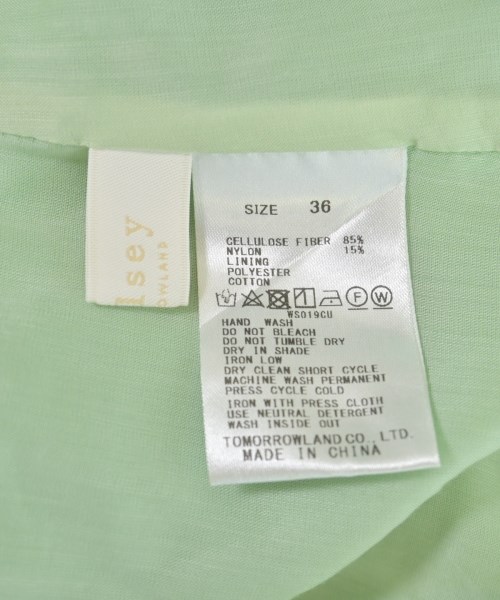 lsey
OWLAND
SIZE 36
CELLULOSE FIBER 85%
NYLON 15%
LINING
POLYESTER
COTTON
F W
WS019CU
HAND WASH
DO NOT BLEACH
DO NOT TUMBLE DRY
DRY IN SHADE
IRON LOW
DRY CLEAN SHORT CYCLE
MACHINE WASH PERMANENT
PRESS CYCLE COLD
IRON WITH PRESS CLOTH
USE NEUTRAL DETERGENT
WASH INSIDE OUT
TOMORROWLAND CO., LTD.
MADE IN CHINA